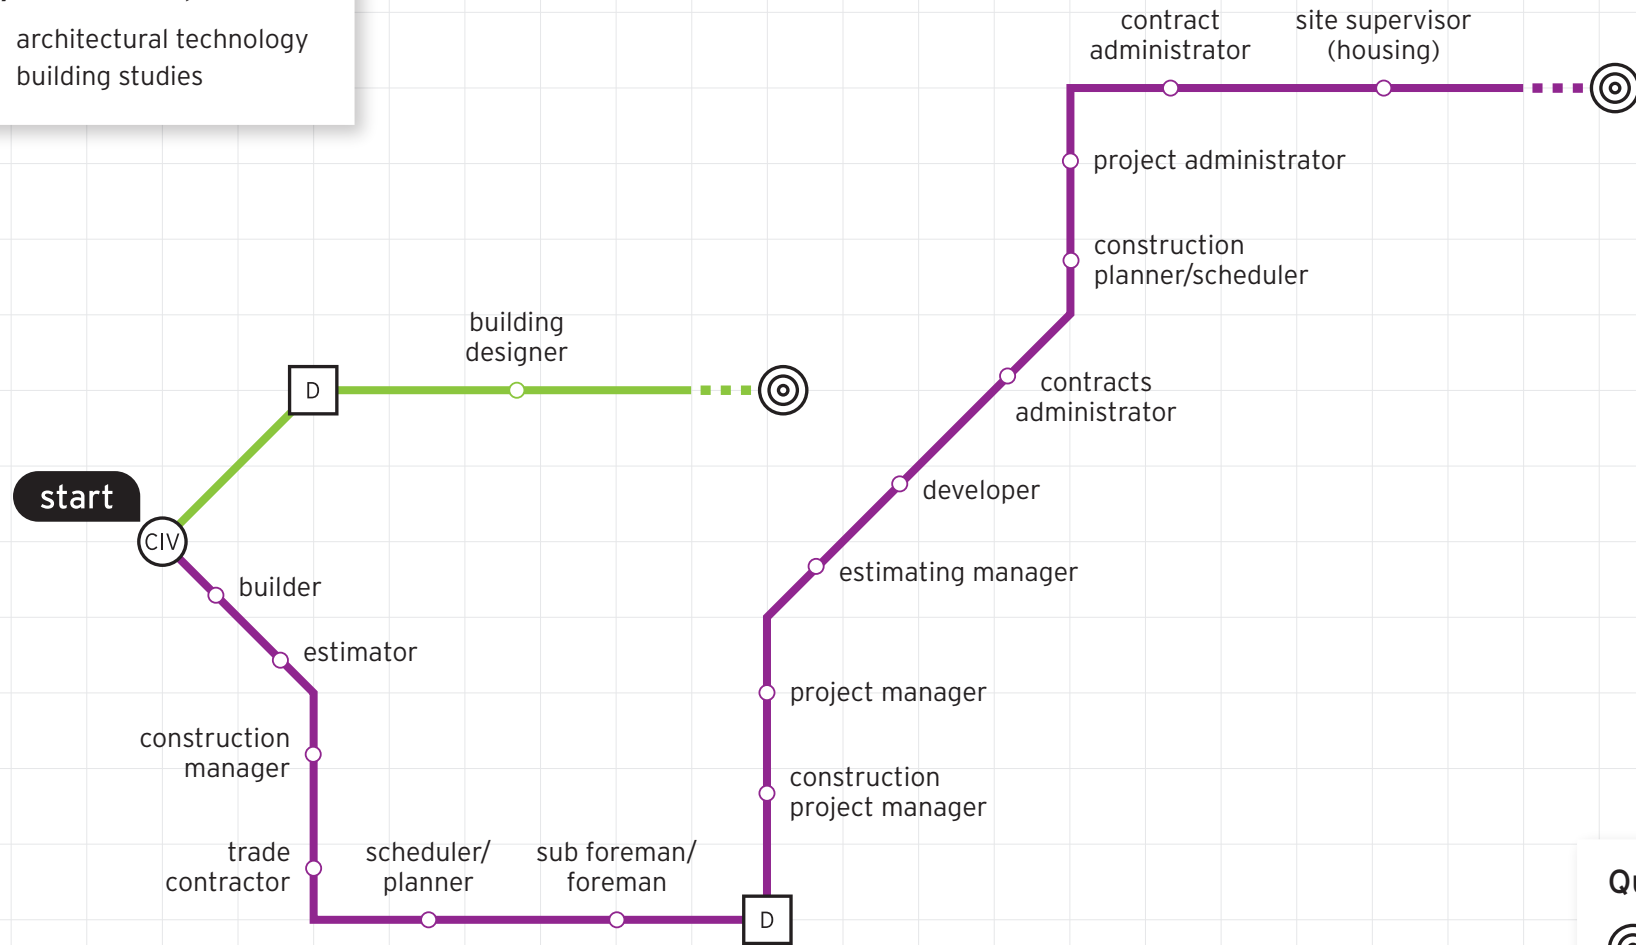 architectural technology
building studies
contract
administrator
site supervisor
(housing)
project administrator
construction
planner/scheduler
building
designer
D
contracts
administrator
start
developer
CIV
builder
estimating manager
estimator
project manager
construction
manager
construction
project manager
trade
contractor
scheduler/
planner
sub foreman/
foreman
D